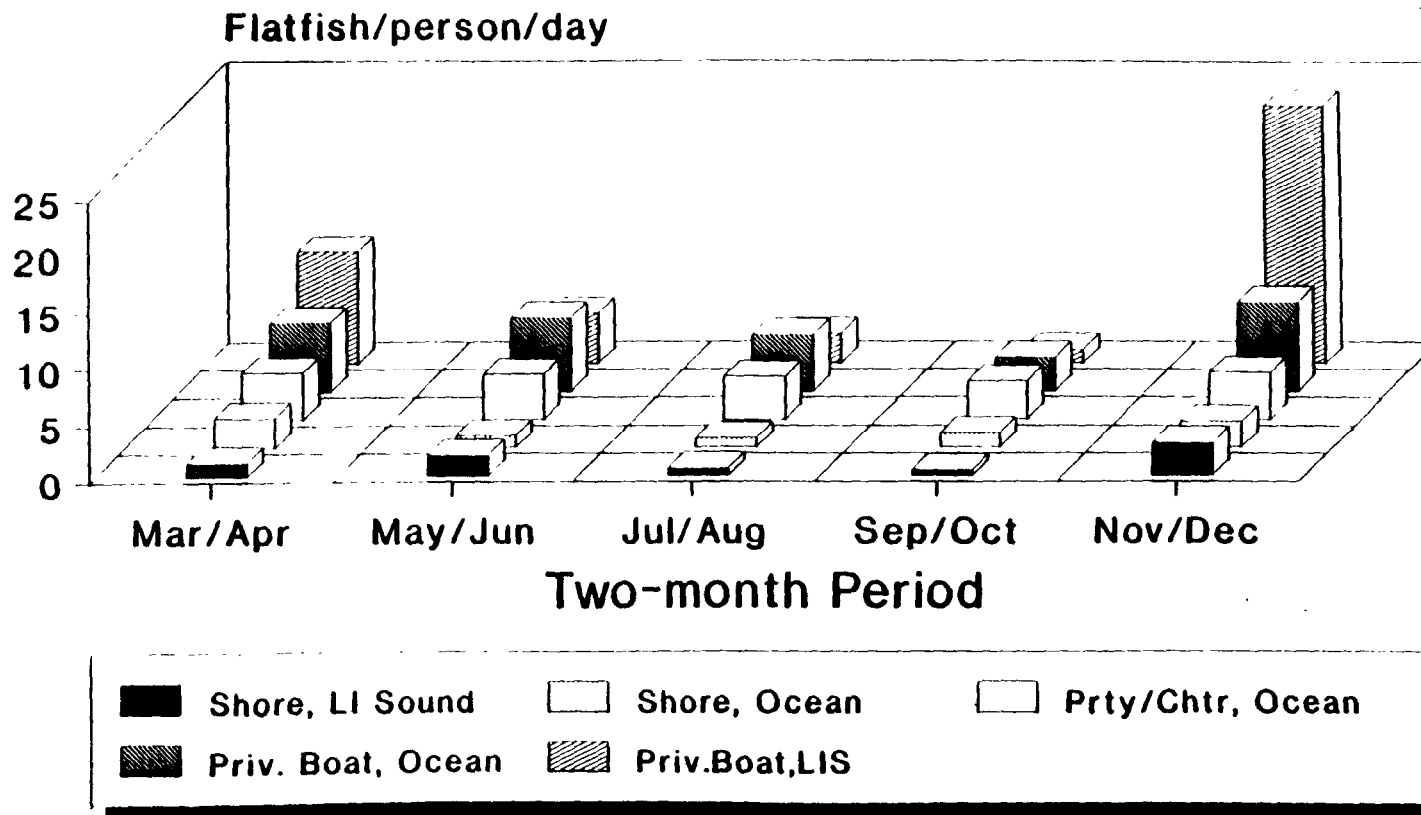 Flatfish/person/day
25
20
15
10
5
0
Mar/Apr May/Jun Jul/Aug Sep/Oct Nov/Dec
Two-month Period
Shore, LI Sound Shore, Ocean Prty/Chtr, Ocean
Priv. Boat, Ocean Priv.Boat,LIS